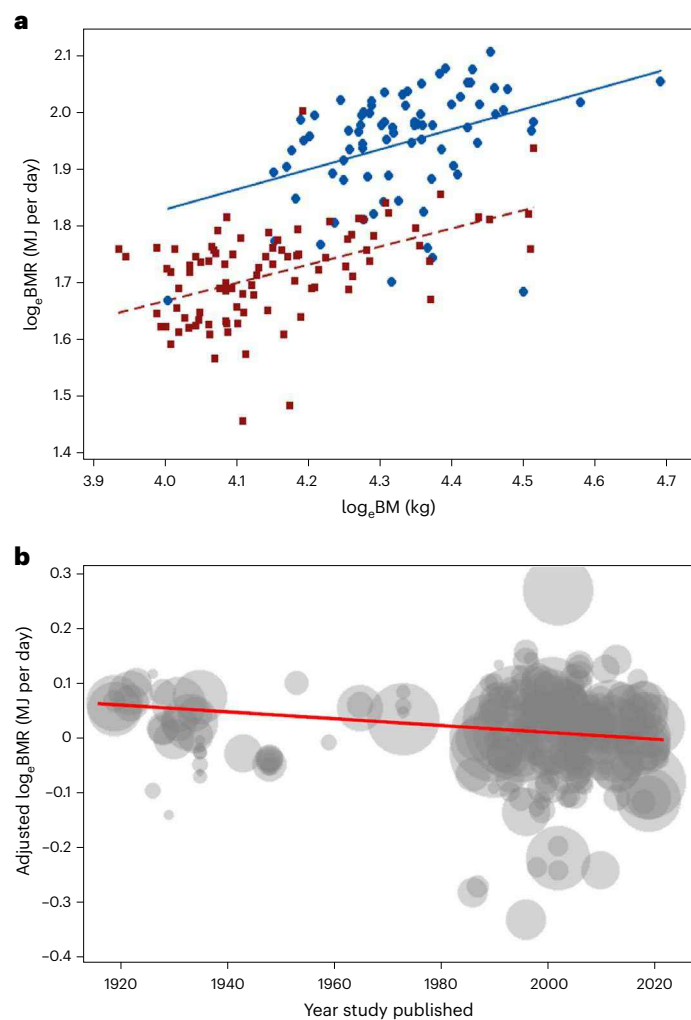 a
log_eBMR (MJ per day)
2.1
2.0
1.9
1.8
1.7
1.6
1.5
1.4
3.9 4.0 4.1 4.2 4.3 4.4 4.5 4.6 4.7
log_eBM (kg)
b
Adjusted log_eBMR (MJ per day)
0.3
0.2
0.1
0
–0.1
–0.2
–0.3
–0.4
1920 1940 1960 1980 2000 2020
Year study published